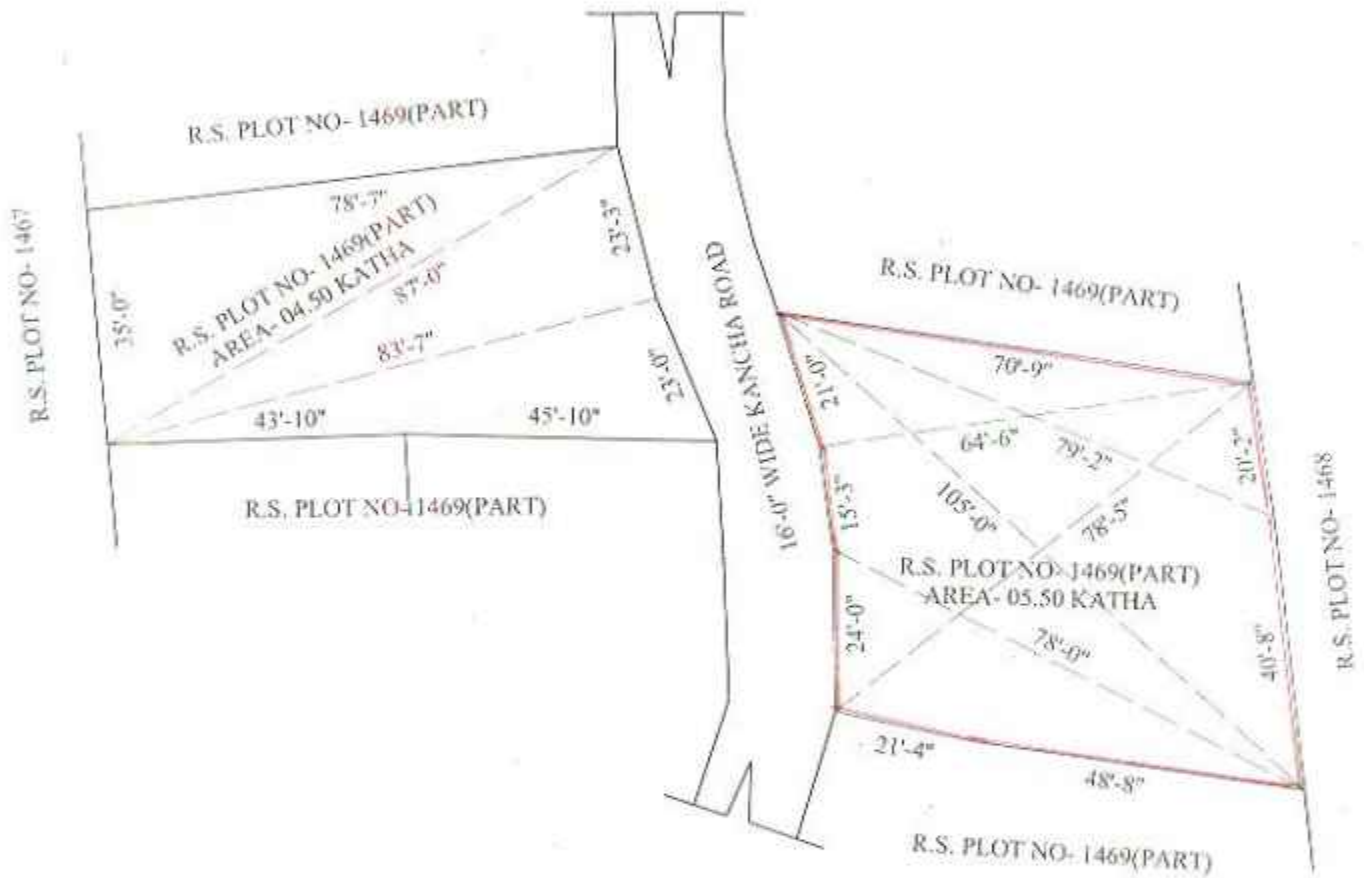 R.S. PLOT NO- 1469(PART)
78'-7"
R.S. PLOT NO- 1467
35'-0"
R.S. PLOT NO- 1469(PART)
AREA- 04.50 KATHA
87'-0"
23'-3"
83'-7"
23'-0"
43'-10"
45'-10"
R.S. PLOT NO- 1469(PART)
16'-0" WIDE KANCHA ROAD
R.S. PLOT NO- 1469(PART)
70'-9"
21'-0"
64'-6"
79'-2"
20'-2"
15'-3"
105'-0"
78'-5"
R.S. PLOT NO- 1468
R.S. PLOT NO- 1469(PART)
AREA- 05.50 KATHA
24'-0"
78'-0"
40'-8"
21'-4"
48'-8"
R.S. PLOT NO- 1469(PART)